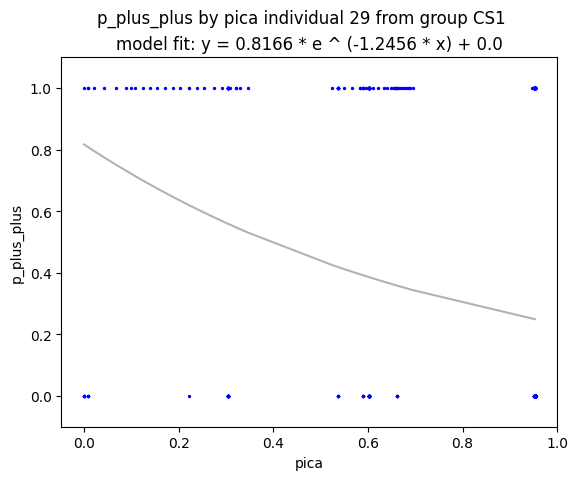 p_plus_plus by pica individual 29 from group CS1
model fit: y = 0.8166 * e ^ (-1.2456 * x) + 0.0
1.0
0.8
0.6
0.4
0.2
0.0
p_plus_plus
0.0 0.2 0.4 0.6 0.8 1.0
pica